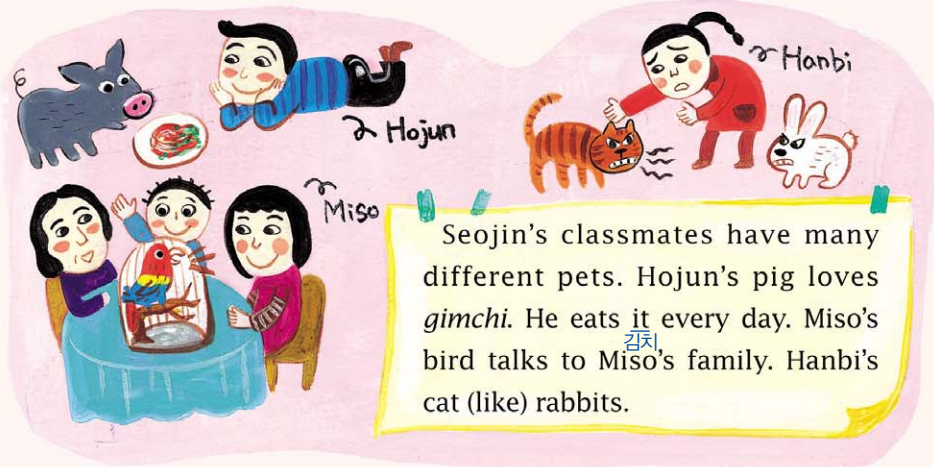 Hojun
Hanbi
Miso
Seojin's classmates have many
different pets. Hojun's pig loves
gimchi. He eats it every day. Miso's
김치
bird talks to Miso's family. Hanbi's
cat (like) rabbits.